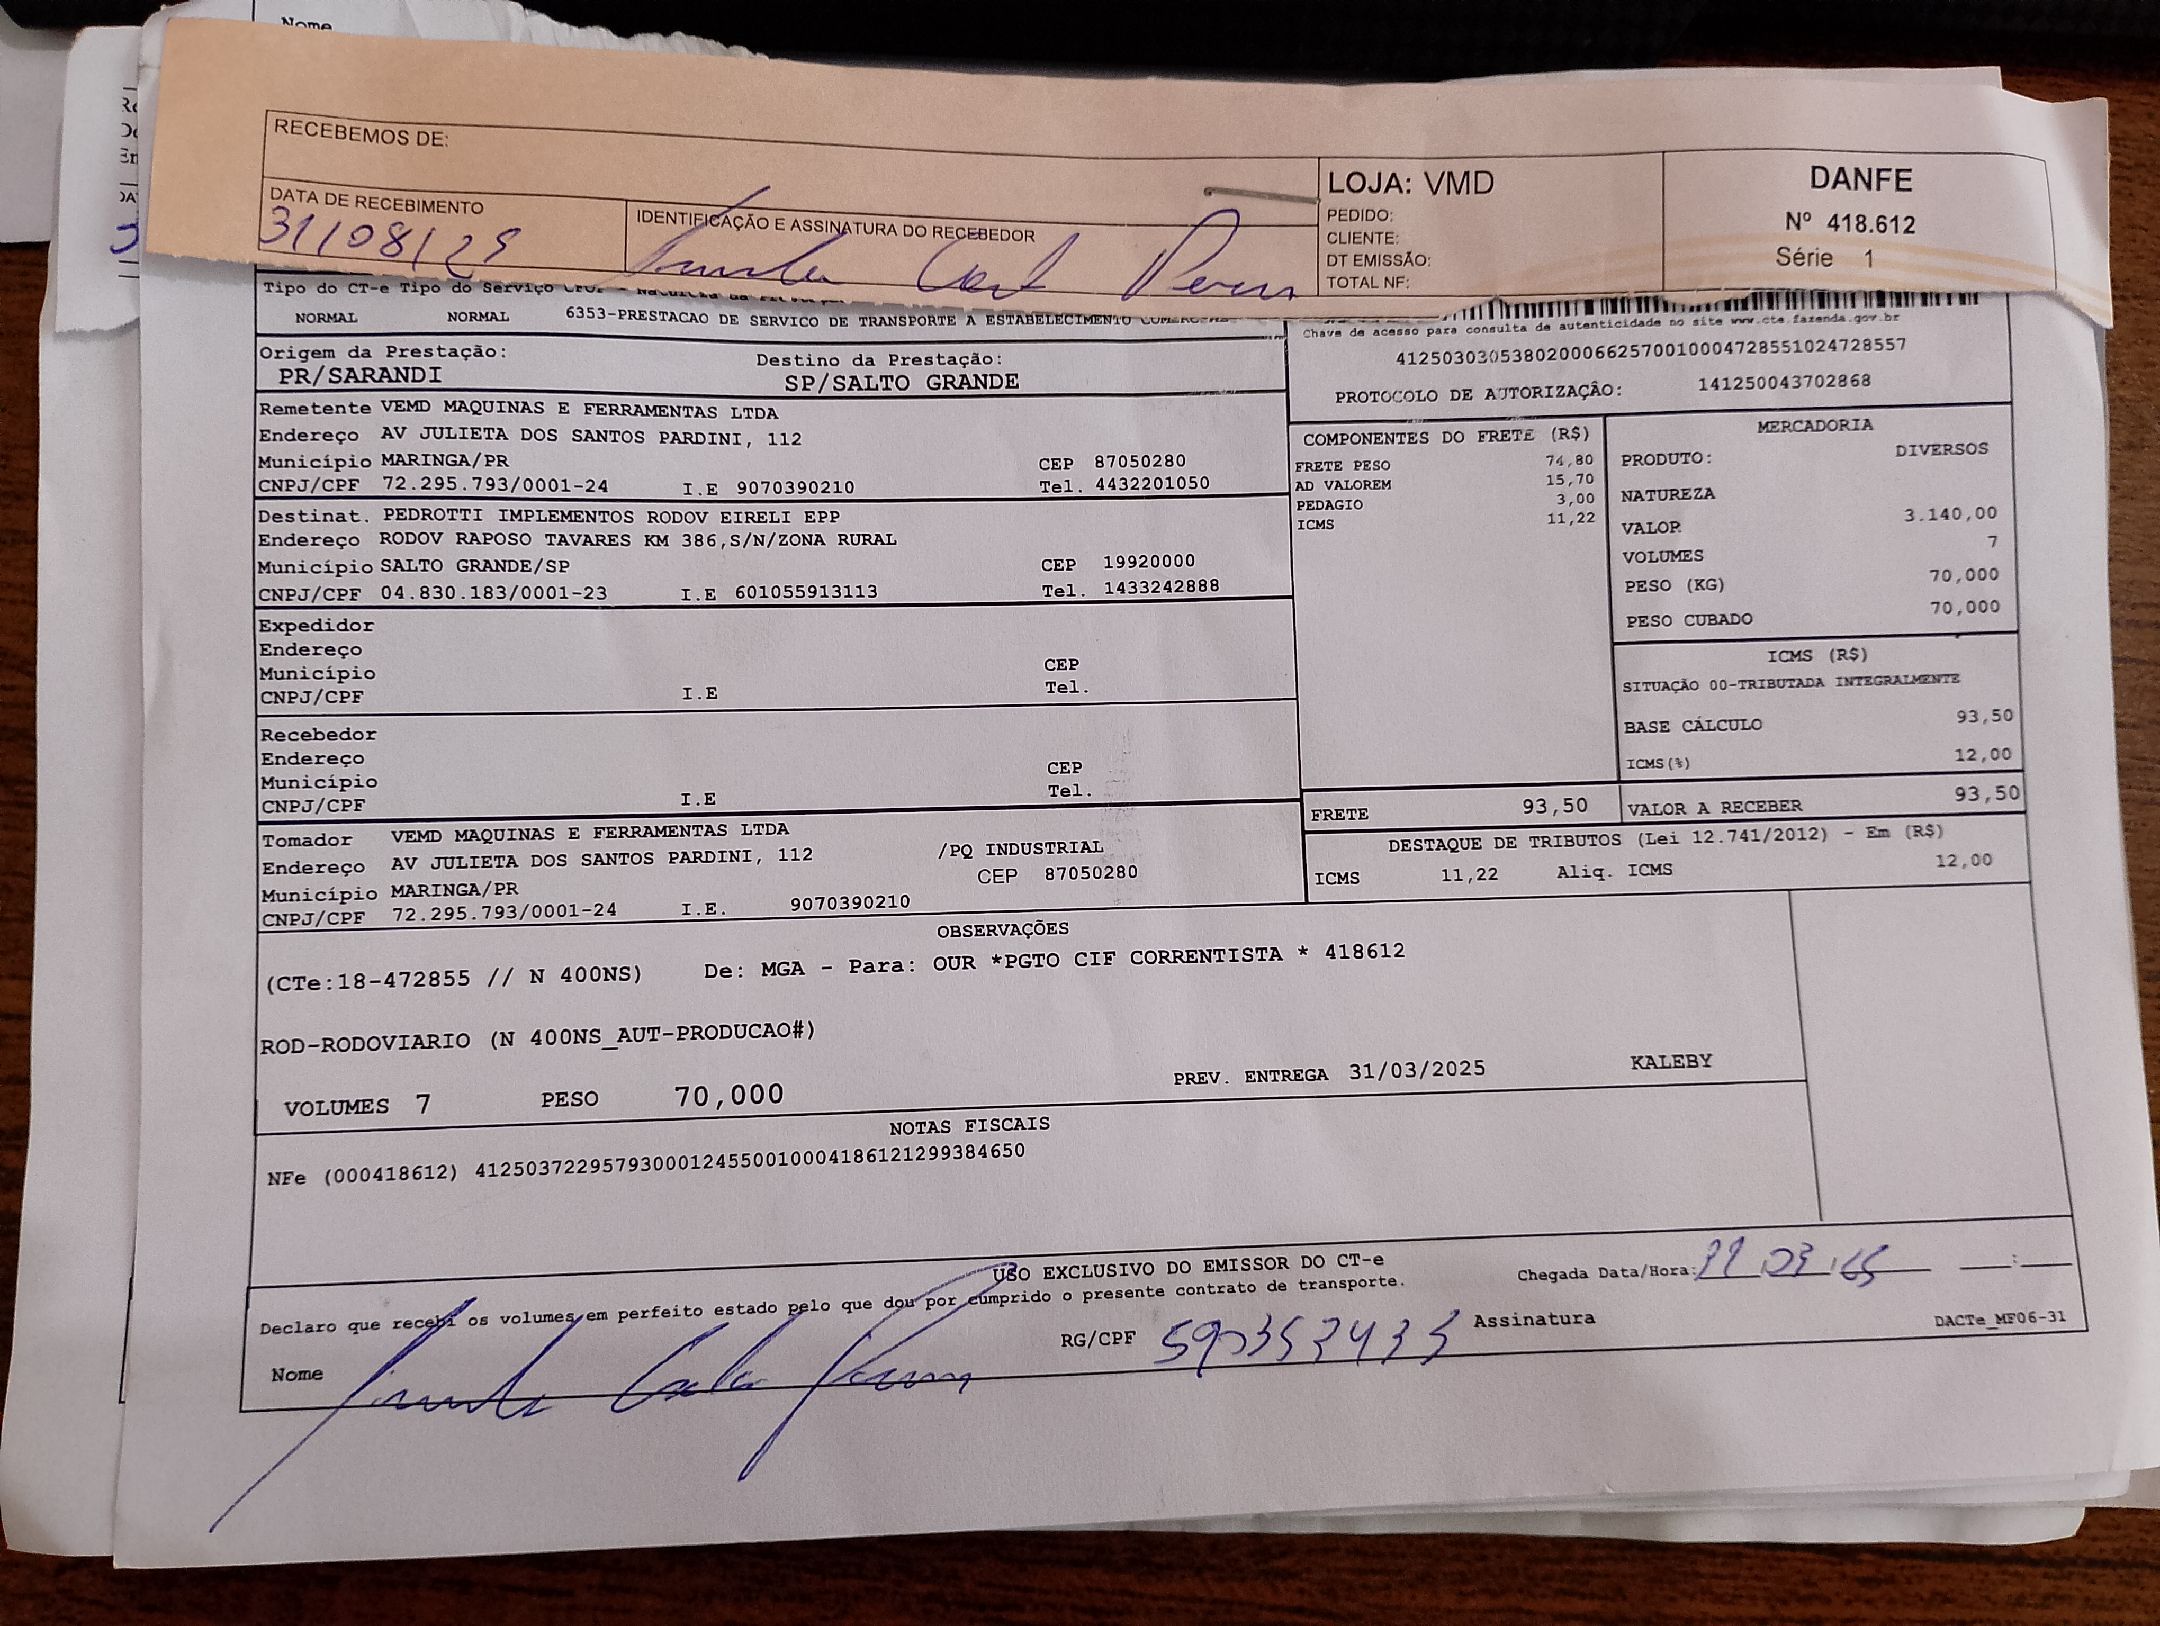 Nome
RECEBEMOS DE:
DATA DE RECEBIMENTO
31/08/25
IDENTIFICAÇÃO E ASSINATURA DO RECEBEDOR
LOJA: VMD
PEDIDO:
CLIENTE:
DT EMISSÃO:
TOTAL NF:
DANFE
Nº 418.612
Série 1
Tipo do CT-e Tipo do Serviço
NORMAL NORMAL 6353-PRESTACAO DE SERVICO DE TRANSPORTE A ESTABELECIMENTO
Chave de acesso para consulta de autenticidade no site www.cte.fazenda.gov.br
41250303053802000662570010004728551024728557
PROTOCOLO DE AUTORIZAÇÃO: 141250043702868
Origem da Prestação:
PR/SARANDI
Destino da Prestação:
SP/SALTO GRANDE
Remetente VEMD MAQUINAS E FERRAMENTAS LTDA
Endereço AV JULIETA DOS SANTOS PARDINI, 112
Município MARINGA/PR CEP 87050280
CNPJ/CPF 72.295.793/0001-24 I.E 9070390210 Tel. 4432201050
Destinat. PEDROTTI IMPLEMENTOS RODOV EIRELI EPP
Endereço RODOV RAPOSO TAVARES KM 386,S/N/ZONA RURAL
Município SALTO GRANDE/SP CEP 19920000
CNPJ/CPF 04.830.183/0001-23 I.E 601055913113 Tel. 1433242888
Expedidor
Endereço
Município CEP
CNPJ/CPF I.E Tel.
Recebedor
Endereço
Município CEP
CNPJ/CPF I.E Tel.
Tomador VEMD MAQUINAS E FERRAMENTAS LTDA
Endereço AV JULIETA DOS SANTOS PARDINI, 112 /PQ INDUSTRIAL
Município MARINGA/PR CEP 87050280
CNPJ/CPF 72.295.793/0001-24 I.E. 9070390210
COMPONENTES DO FRETE (R$)
FRETE PESO 74,80
AD VALOREM 15,70
PEDAGIO 3,00
ICMS 11,22
MERCADORIA
PRODUTO: DIVERSOS
NATUREZA
VALOR 3.140,00
VOLUMES 7
PESO (KG) 70,000
PESO CUBADO 70,000
ICMS (R$)
SITUAÇÃO 00-TRIBUTADA INTEGRALMENTE
BASE CÁLCULO 93,50
ICMS(%) 12,00
FRETE 93,50 VALOR A RECEBER 93,50
DESTAQUE DE TRIBUTOS (Lei 12.741/2012) - Em (R$)
ICMS 11,22 Aliq. ICMS 12,00
OBSERVAÇÕES
(CTe:18-472855 // N 400NS) De: MGA - Para: OUR *PGTO CIF CORRENTISTA * 418612
ROD-RODOVIARIO (N 400NS_AUT-PRODUCAO#)
VOLUMES 7 PESO 70,000 PREV. ENTREGA 31/03/2025 KALEBY
NOTAS FISCAIS
NFe (000418612) 41250372295793000124550010004186121299384650
USO EXCLUSIVO DO EMISSOR DO CT-e
Declaro que recebi os volumes em perfeito estado pelo que dou por cumprido o presente contrato de transporte.
Chegada Data/Hora:
Nome
RG/CPF
Assinatura
DACTe_MF06-31